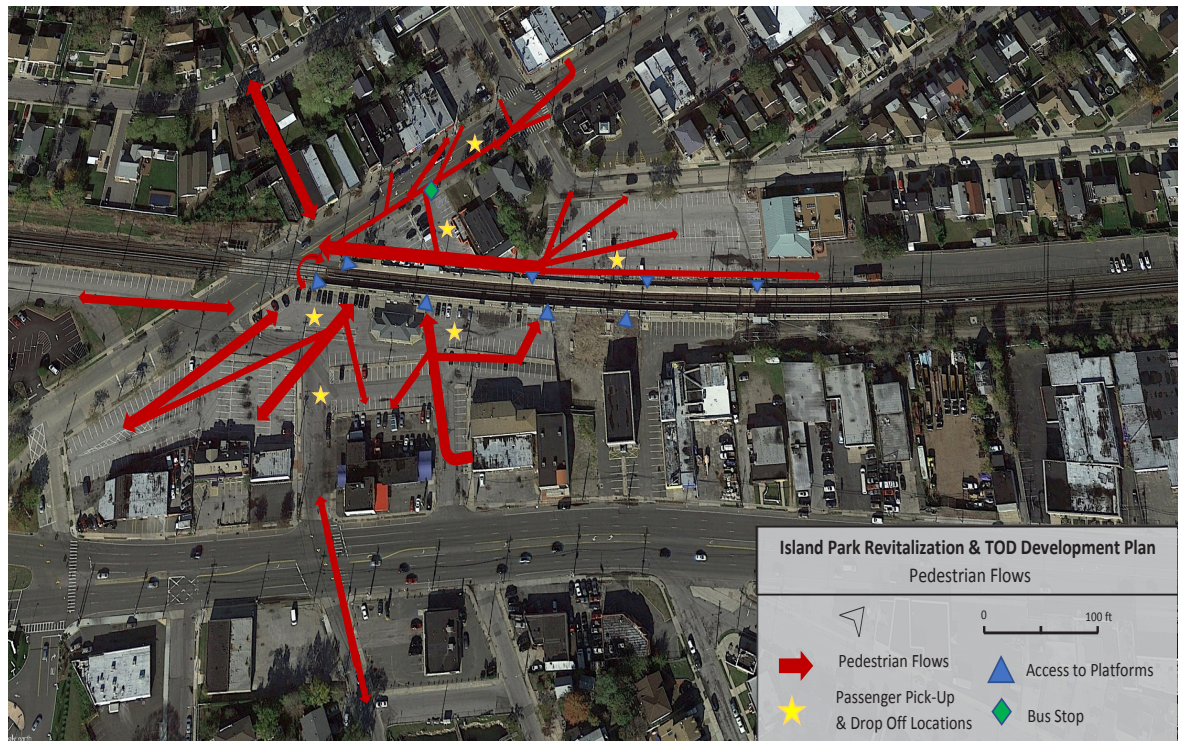 Island Park Revitalization & TOD Development Plan
Pedestrian Flows
0
100 ft
Pedestrian Flows
Access to Platforms
Passenger Pick-Up
& Drop Off Locations
Bus Stop